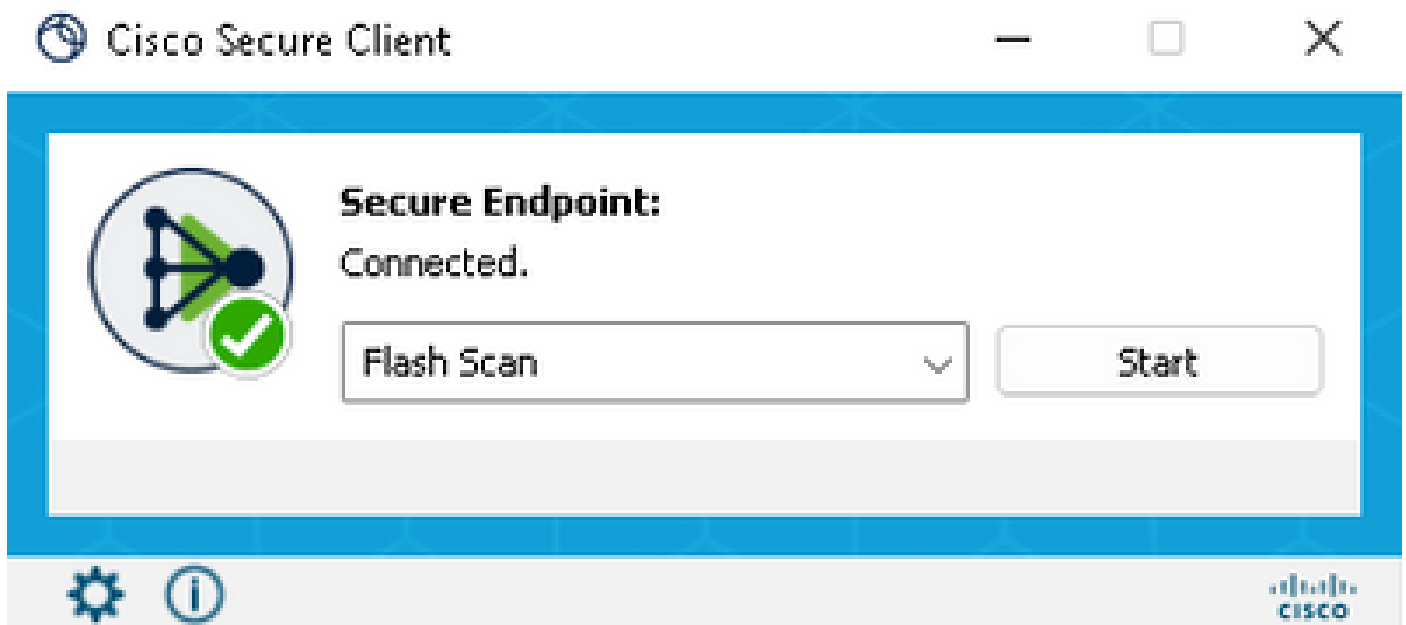 Cisco Secure Client
Secure Endpoint:
Connected.
Flash Scan
Start
CISCO